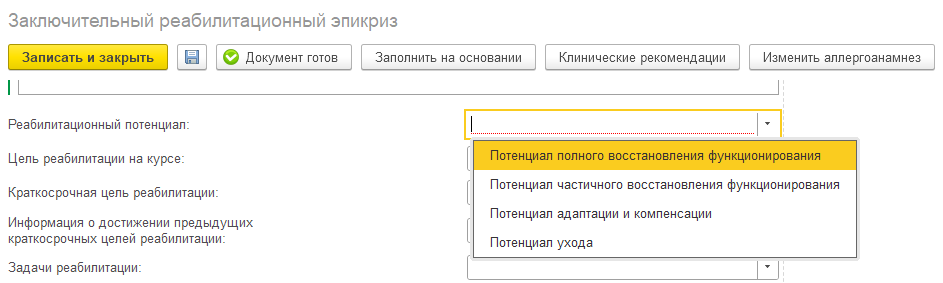 Заключительный реабилитационный эпикриз
Записать и закрыть
Документ готов
Заполнить на основании
Клинические рекомендации
Изменить аллергоанамнез
Реабилитационный потенциал:
Потенциал полного восстановления функционирования
Потенциал частичного восстановления функционирования
Потенциал адаптации и компенсации
Потенциал ухода
Цель реабилитации на курсе:
Краткосрочная цель реабилитации:
Информация о достижении предыдущих
краткосрочных целей реабилитации:
Задачи реабилитации: